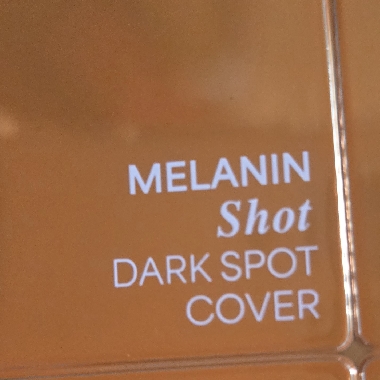 MELANIN
Shot
DARK SPOT
COVER